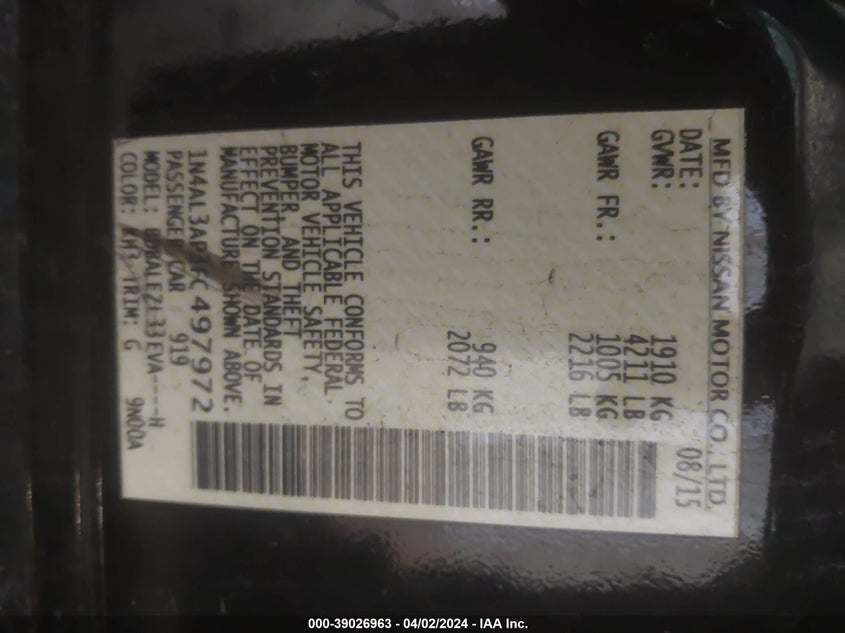 MFD BY NISSAN MOTOR CO., LTD.
DATE: 08/15
GVWR: 1910 KG
4211 LB
GAWR FR.: 1005 KG
2216 LB
GAWR RR.: 940 KG
2072 LB
THIS VEHICLE CONFORMS TO
ALL APPLICABLE FEDERAL
MOTOR VEHICLE SAFETY,
BUMPER, AND THEFT
PREVENTION STANDARDS IN
EFFECT ON THE DATE OF
MANUFACTURE SHOWN ABOVE.
PASSENGER CAR 919
MODEL:
COLOR: KH3 TRIM: G 9N00A
000-39026963 - 04/02/2024 - IAA Inc.